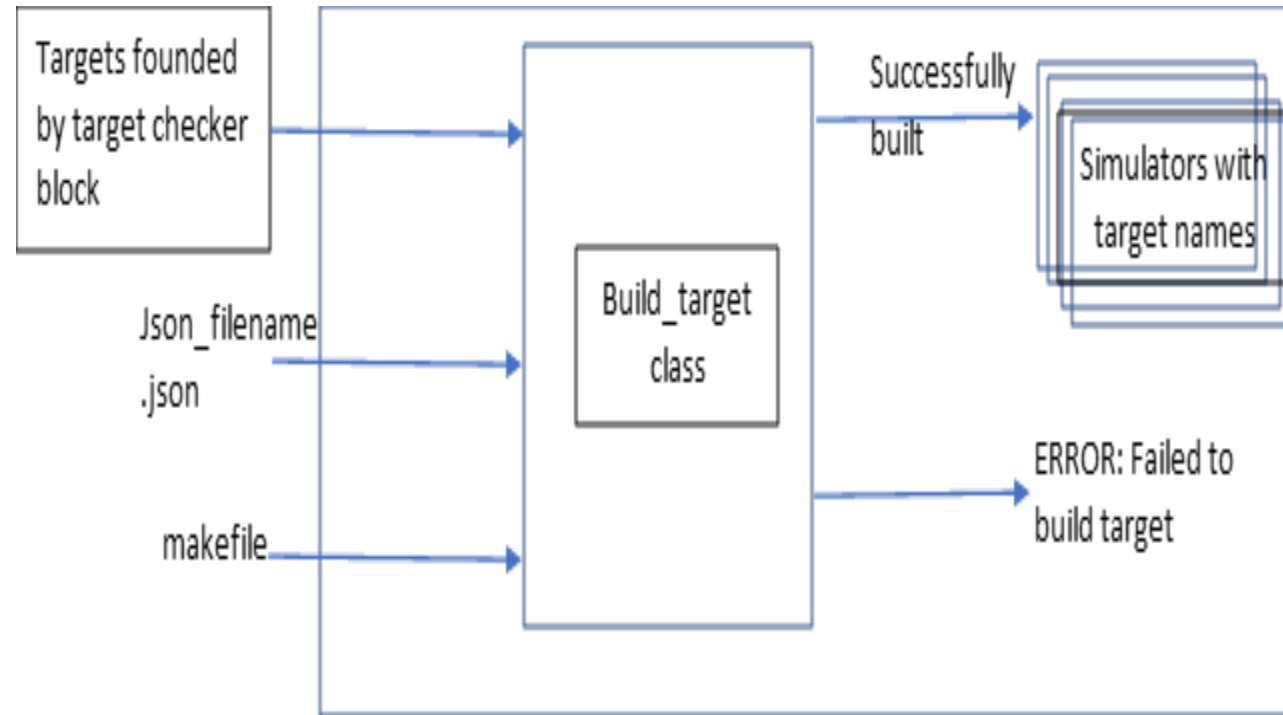 Targets founded
by target checker
block
Json_filename
.json
makefile
Build_target
class
Successfully
built
Simulators with
target names
ERROR: Failed to
build target